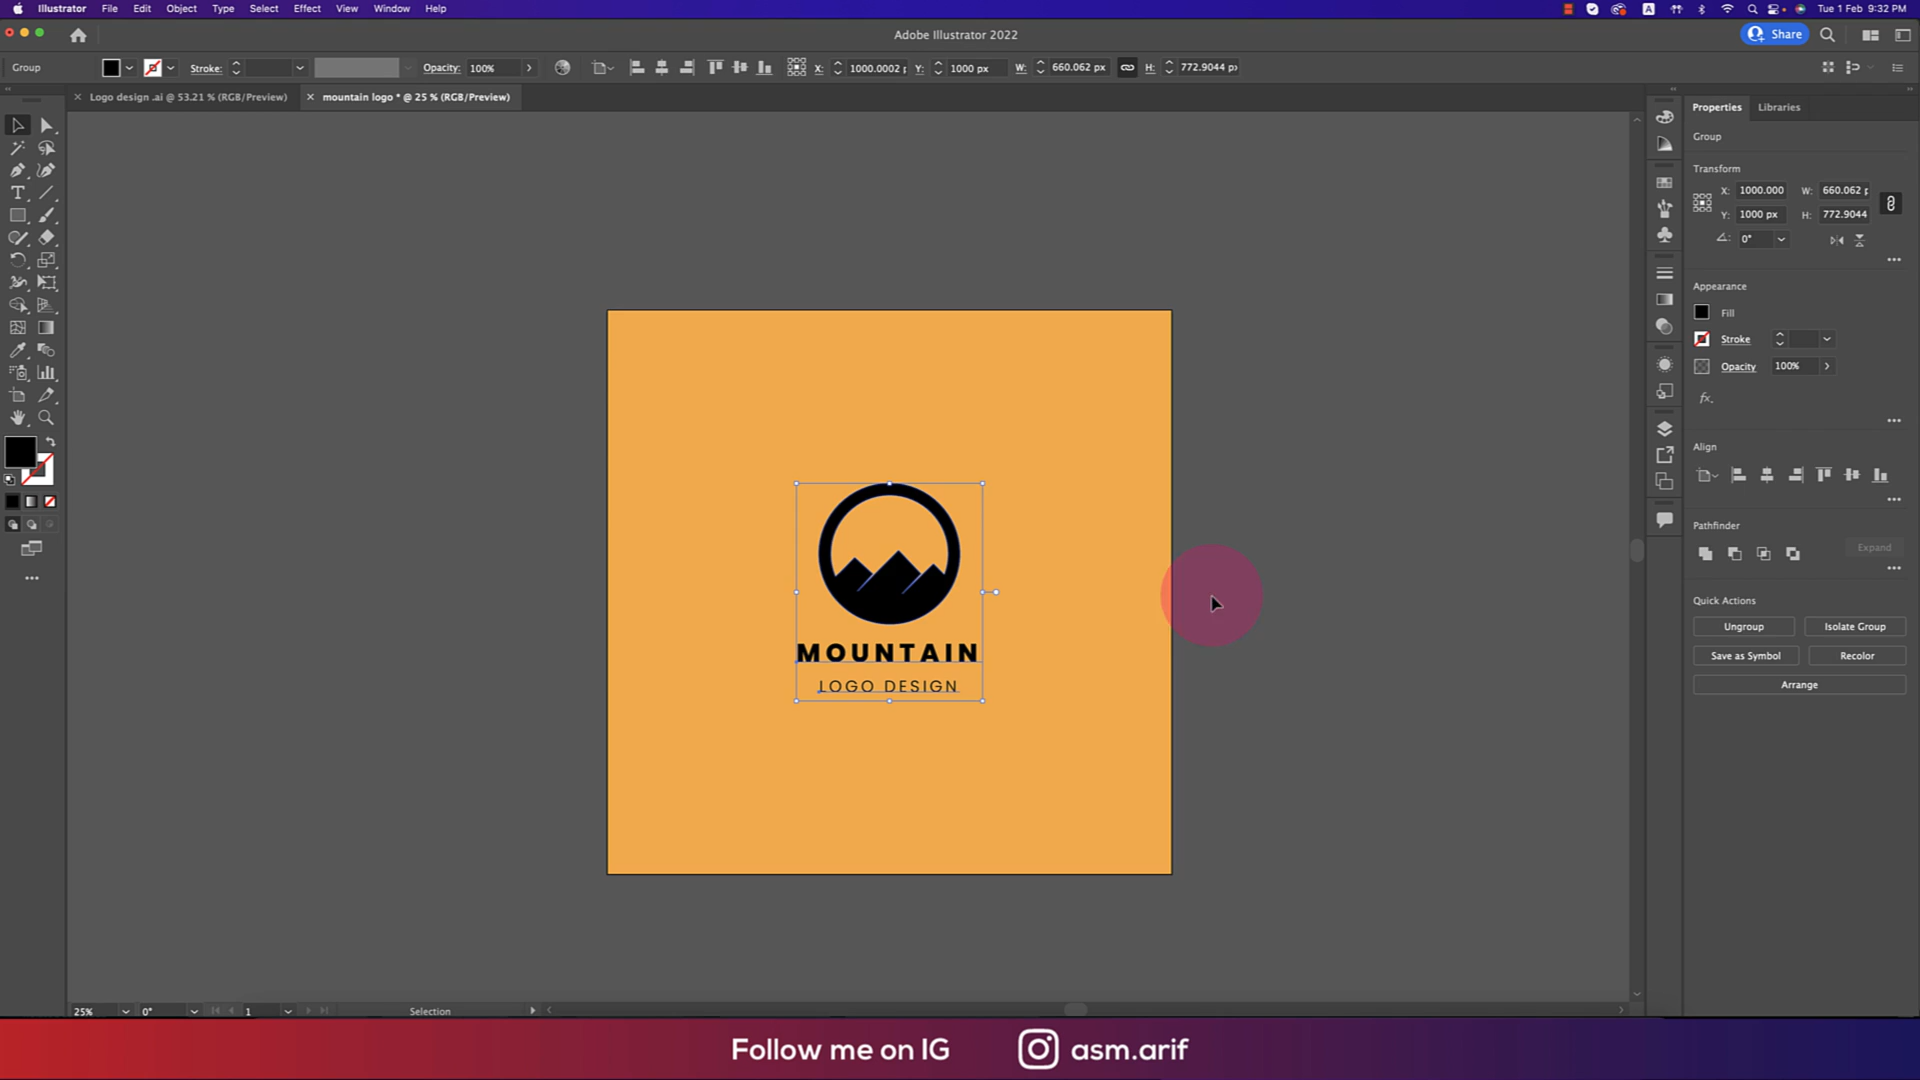 Illustrator File Edit Object Type Select Effect View Window Help
A Tue 1 Feb 9:32 PM
Adobe Illustrator 2022
Share
Group Stroke: Opacity: 100% X: 1000.0002 Y: 1000 px W: 660.062 px H: 772.9044 px
Logo design .ai @ 53.21 % (RGB/Preview)
mountain logo * @ 25 % (RGB/Preview)
Properties Libraries
Group
Transform
X: 1000.000 W: 660.062
Y: 1000 px H: 772.9044
0°
Appearance
Fill
Stroke
Opacity 100%
fx.
Align
Pathfinder
Expand
Quick Actions
Ungroup Isolate Group
Save as Symbol Recolor
Arrange
MOUNTAIN
LOGO DESIGN
25% 0° 1 Selection
Follow me on IG asm.arif